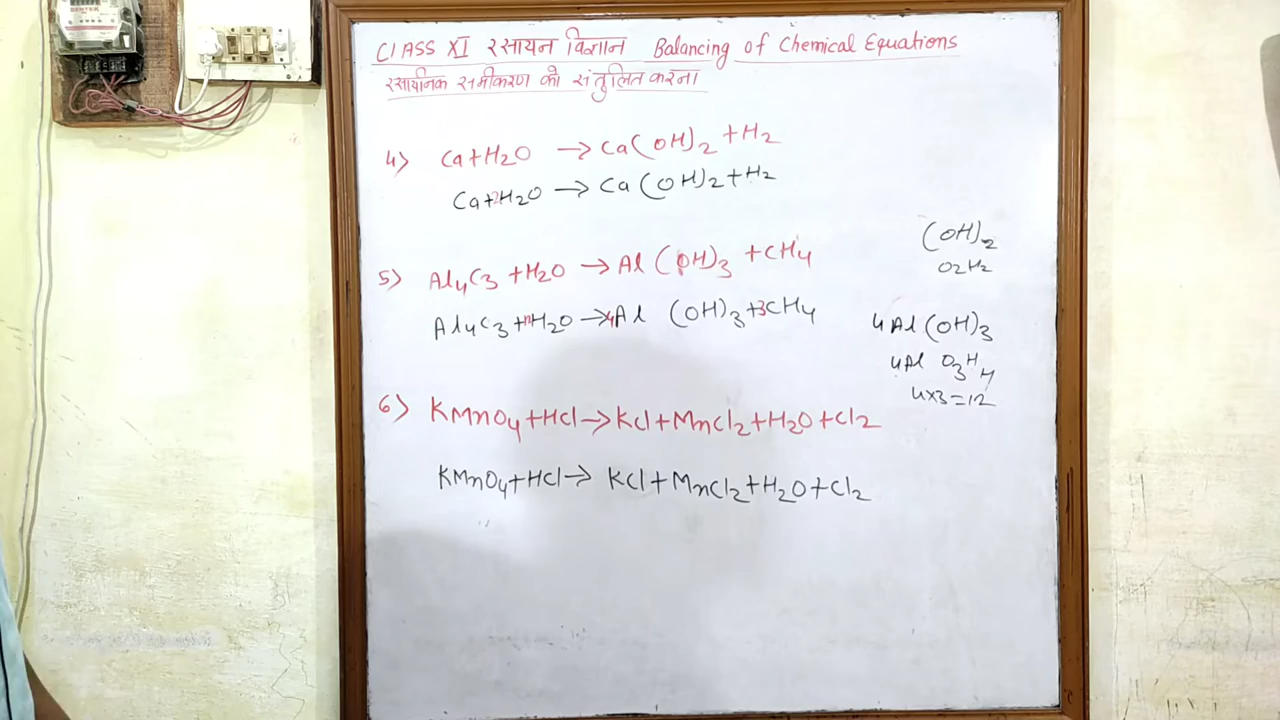 CLASS XI रसायन विज्ञान Balancing of Chemical Equations
रसायनिक समीकरण को संतुलित करना
4) Ca+H2O → Ca(OH)2 +H2
Ca+2H2O → Ca(OH)2+H2
5) Al4C3 +H2O → Al (OH)3 +CH4
Al4C3+12H2O → 4Al (OH)3+3CH4
6) KMnO4+HCl → KCl+MnCl2+H2O+Cl2
KMnO4+HCl → KCl+MnCl2+H2O+Cl2
(OH)2
O2H2
4Al(OH)3
4Al O3H
4
4x3=12